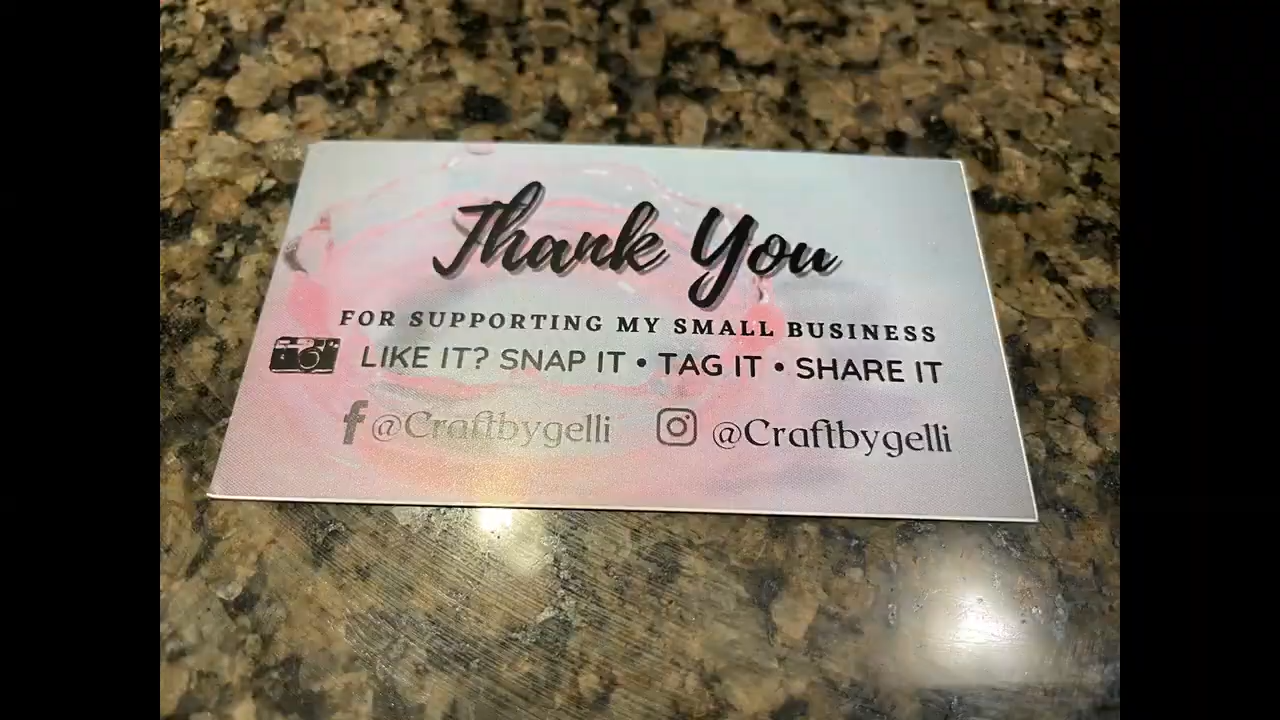 Thank You
FOR SUPPORTING MY SMALL BUSINESS
LIKE IT? SNAP IT • TAG IT • SHARE IT
@Craftbygelli @Craftbygelli